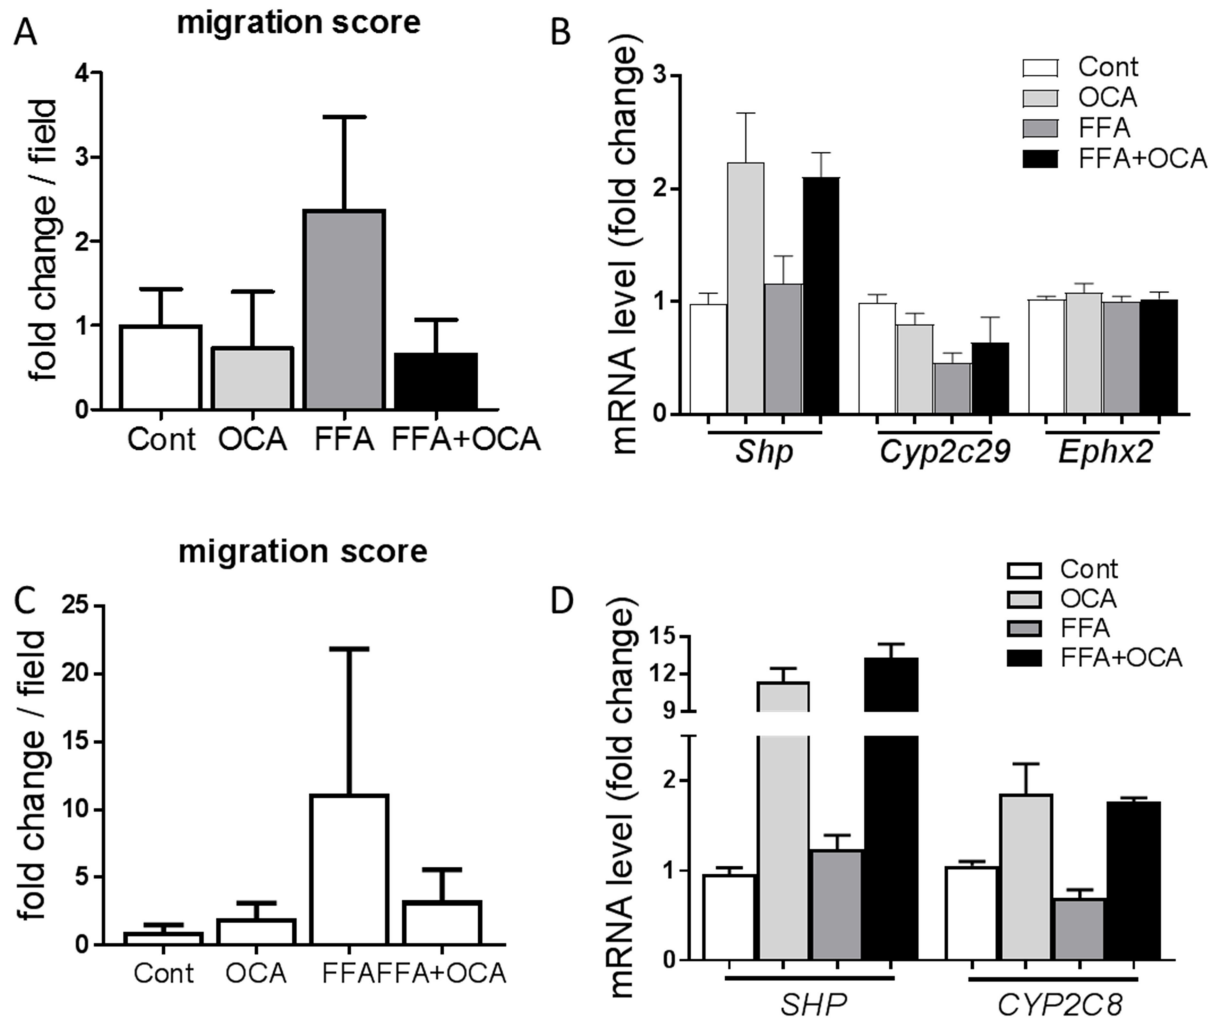 A
migration score
fold change / field
4
3
2
1
0
Cont OCA FFA FFA+OCA
B
mRNA level (fold change)
3
2
1
0
Cont
OCA
FFA
FFA+OCA
Shp Cyp2c29 Ephx2
C
migration score
fold change / field
25
20
15
10
5
0
Cont OCA FFAFFA+OCA
D
mRNA level (fold change)
15
12
9
2
1
0
Cont
OCA
FFA
FFA+OCA
SHP CYP2C8